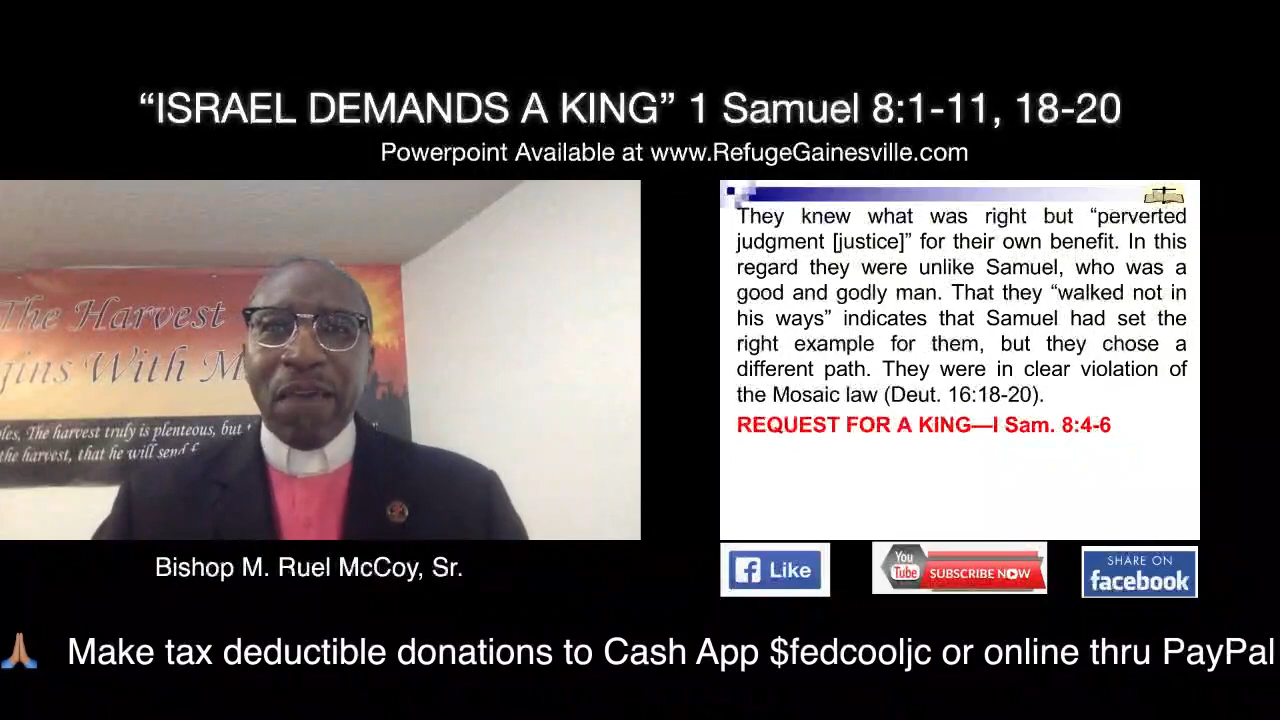 “ISRAEL DEMANDS A KING” 1 Samuel 8:1-11, 18-20
Powerpoint Available at www.RefugeGainesville.com
The Harvest
gins With M
les, The harvest truly is plenteous, but
the harvest, that he will send f
They knew what was right but “perverted
judgment [justice]” for their own benefit. In this
regard they were unlike Samuel, who was a
good and godly man. That they “walked not in
his ways” indicates that Samuel had set the
right example for them, but they chose a
different path. They were in clear violation of
the Mosaic law (Deut. 16:18-20).
REQUEST FOR A KING—I Sam. 8:4-6
Bishop M. Ruel McCoy, Sr.
Like
You Tube SUBSCRIBE NOW
SHARE ON
facebook
Make tax deductible donations to Cash App $fedcooljc or online thru PayPal